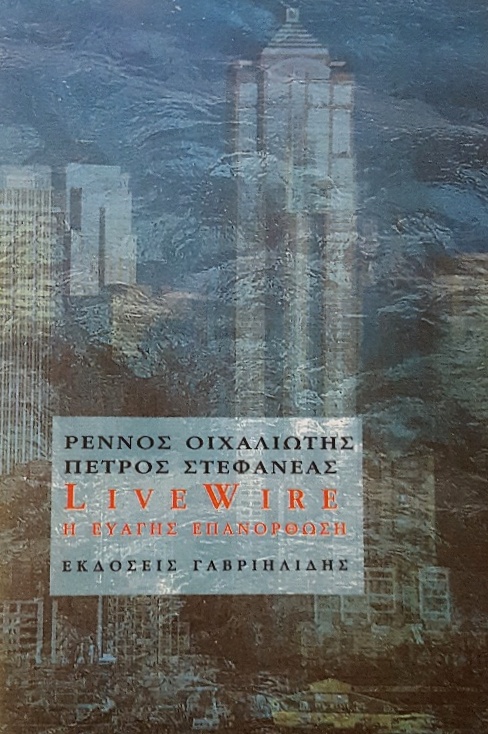 ΡΕΝΝΟΣ ΟΙΧΑΛΙΩΤΗΣ
ΠΕΤΡΟΣ ΣΤΕΦΑΝΕΑΣ
LIVEWIRE
Η ΕΥΑΓΗΣ ΕΠΑΝΟΡΘΩΣΗ
ΕΚΔΟΣΕΙΣ ΓΑΒΡΙΗΛΙΔΗΣ